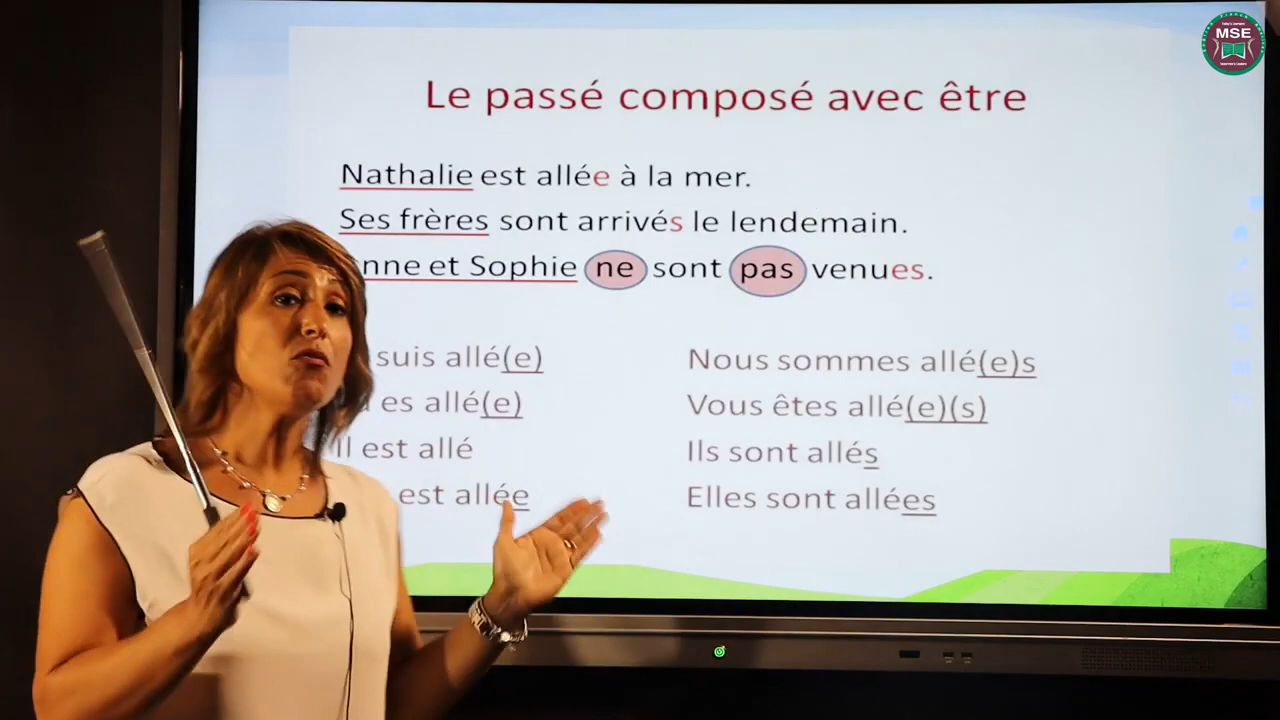 MSE
Le passé composé avec être
Nathalie est allée à la mer.
Ses frères sont arrivés le lendemain.
nne et Sophie ne sont pas venues.
suis allé(e)
es allé(e)
Il est allé
est allée
Nous sommes allé(e)s
Vous êtes allé(e)(s)
Ils sont allés
Elles sont allées